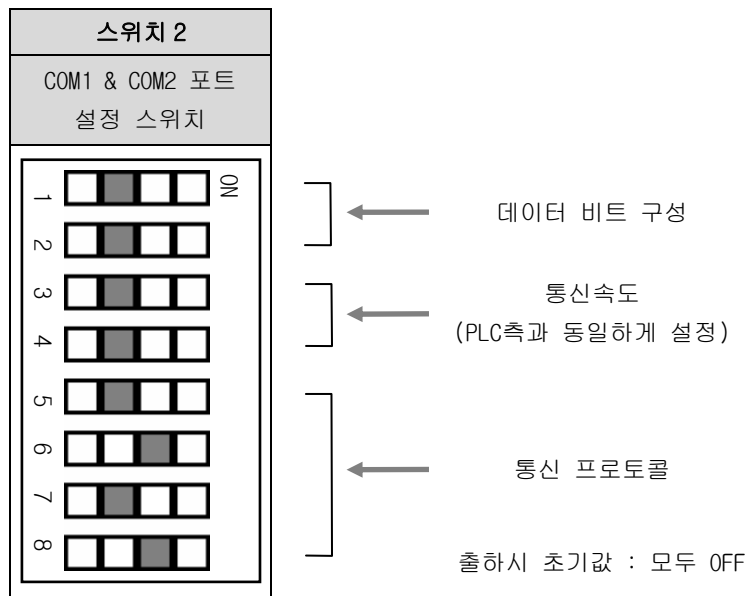 스위치 2
COM1 & COM2 포트
설정 스위치
ON
1
2
3
4
5
6
7
8
데이터 비트 구성
통신속도
(PLC측과 동일하게 설정)
통신 프로토콜
출하시 초기값 : 모두 OFF